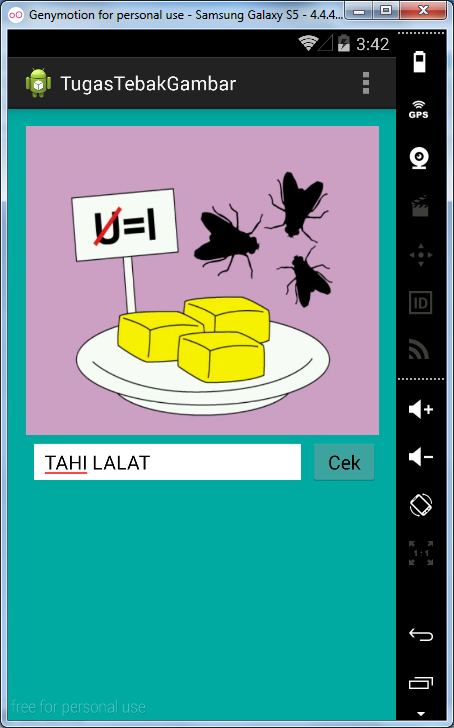 Genymotion for personal use - Samsung Galaxy S5 - 4.4.4...
3:42
TugasTebakGambar
U=I
TAHI LALAT
Cek
free for personal use
GPS
ID
1:1